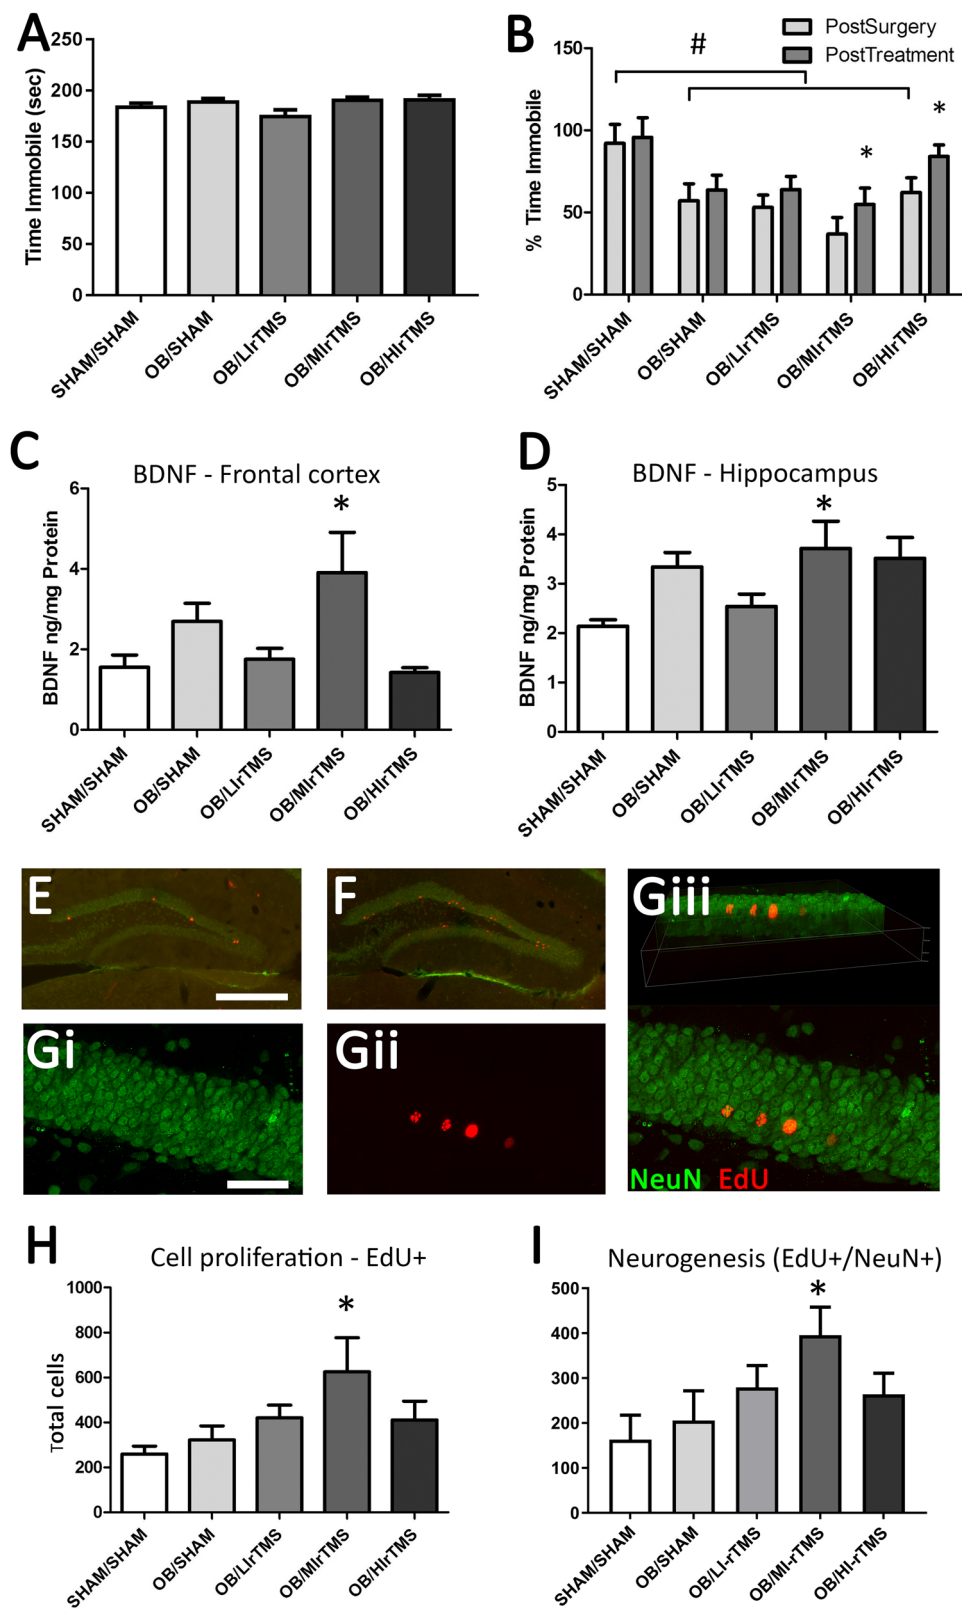 A
250
200
150
100
50
0
Time Immobile (sec)
SHAM/SHAM
OB/SHAM
OB/LIrTMS
OB/MIrTMS
OB/HIrTMS
B
PostSurgery
PostTreatment
150
100
50
0
% Time Immobile
#
*
*
SHAM/SHAM
OB/SHAM
OB/LIrTMS
OB/MIrTMS
OB/HIrTMS
C
BDNF - Frontal cortex
6
4
2
0
BDNF ng/mg Protein
*
SHAM/SHAM
OB/SHAM
OB/LIrTMS
OB/MIrTMS
OB/HIrTMS
D
BDNF - Hippocampus
5
4
3
2
1
0
BDNF ng/mg Protein
*
SHAM/SHAM
OB/SHAM
OB/LIrTMS
OB/MIrTMS
OB/HIrTMS
E
F
Giii
Gi
Gii
NeuN EdU
H
Cell proliferation - EdU+
1000
800
600
400
200
0
Total cells
*
SHAM/SHAM
OB/SHAM
OB/LIrTMS
OB/MIrTMS
OB/HIrTMS
I
Neurogenesis (EdU+/NeuN+)
500
400
300
200
100
0
*
SHAM/SHAM
OB/SHAM
OB/LI-rTMS
OB/MI-rTMS
OB/HI-rTMS